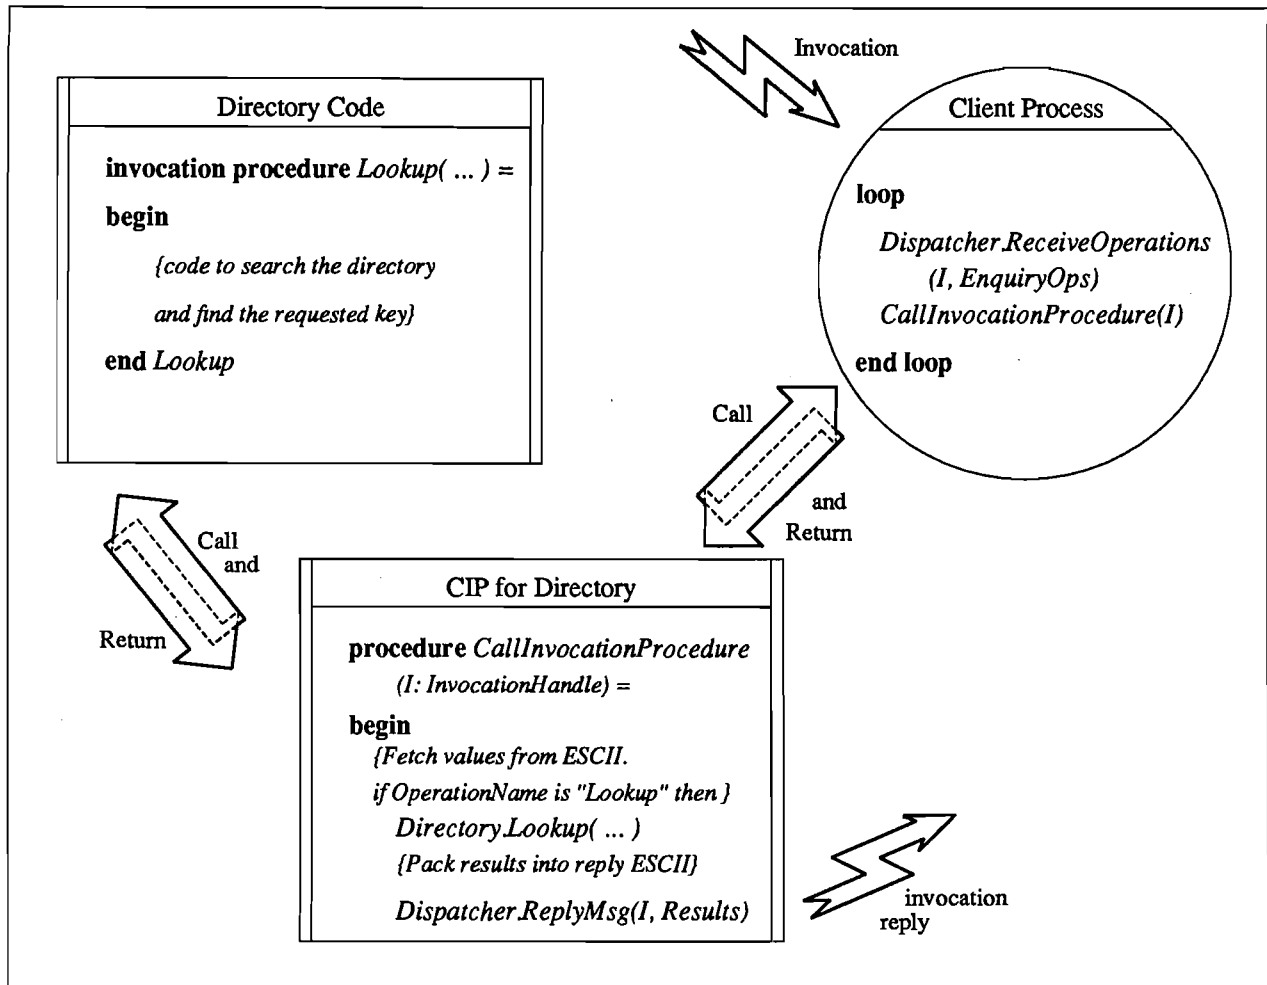 Invocation
Directory Code
invocation procedure Lookup( ... ) =
begin
{code to search the directory
and find the requested key}
end Lookup
Client Process
loop
Dispatcher.ReceiveOperations
(I, EnquiryOps)
CallInvocationProcedure(I)
end loop
Call
and
Return
Call
and
Return
CIP for Directory
procedure CallInvocationProcedure
(I: InvocationHandle) =
begin
{Fetch values from ESCII.
if OperationName is "Lookup" then }
Directory.Lookup( ... )
{Pack results into reply ESCII}
Dispatcher.ReplyMsg(I, Results)
invocation
reply